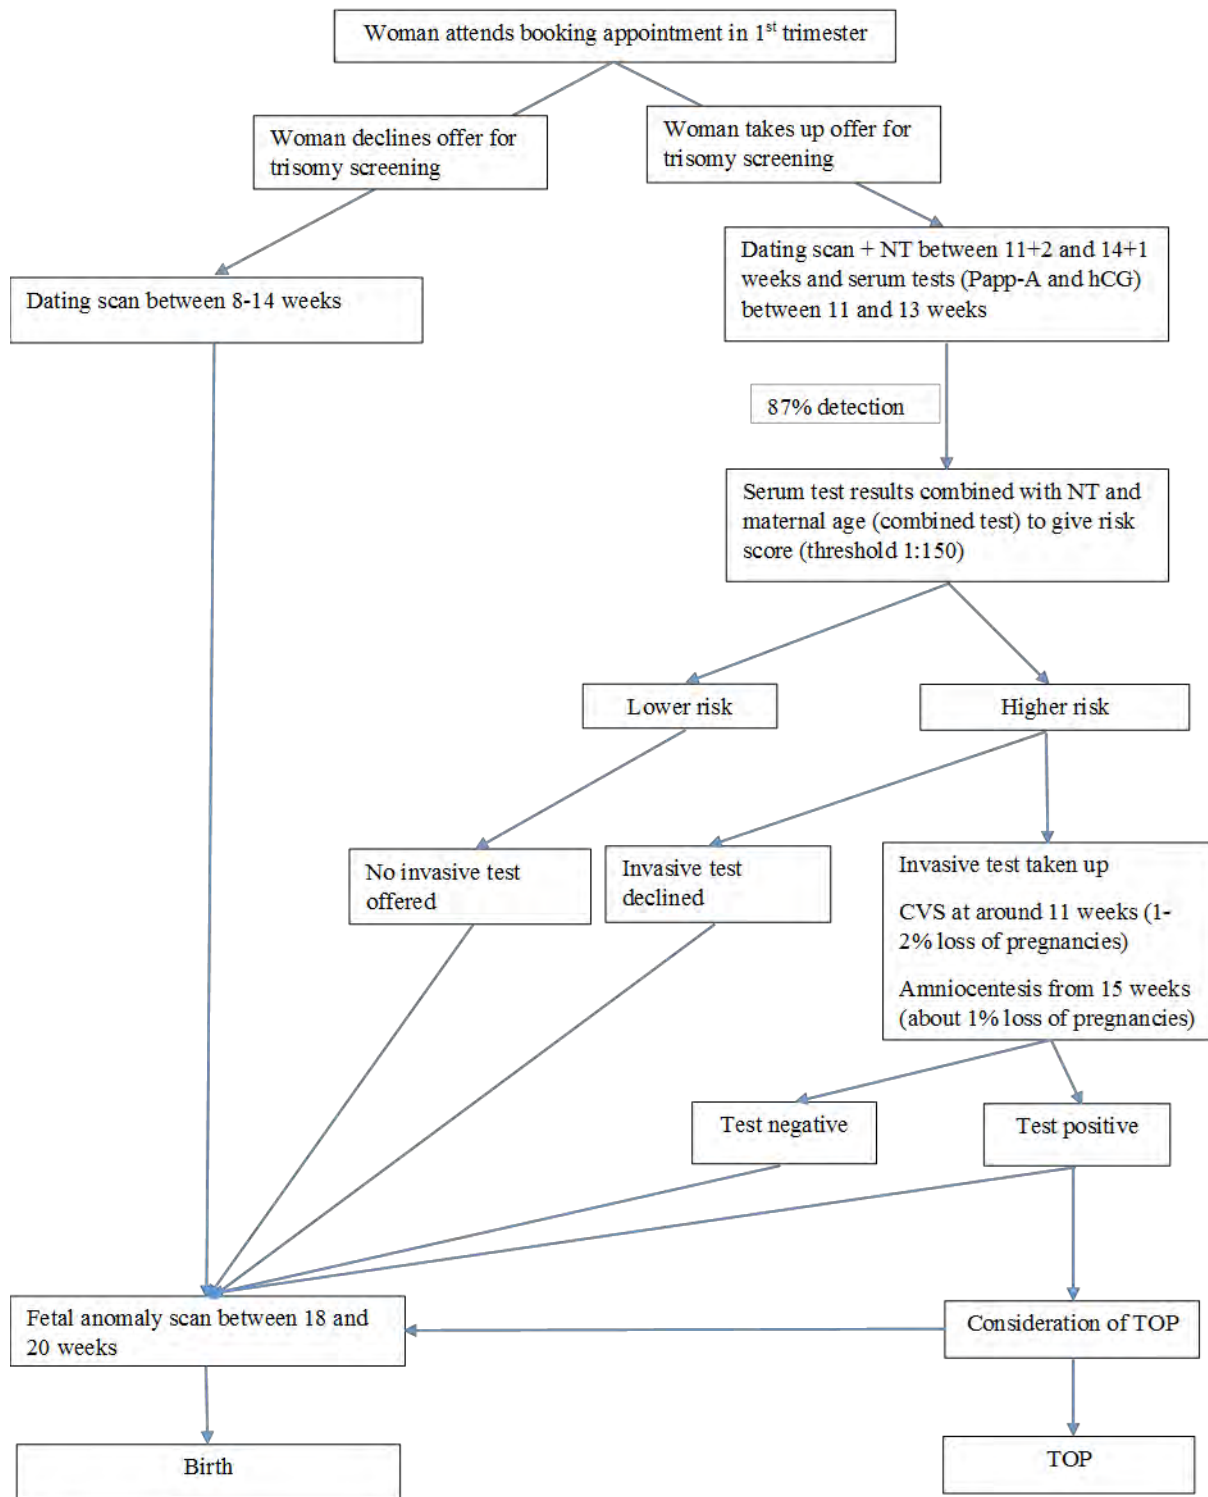 Woman attends booking appointment in 1st trimester
Woman declines offer for
trisomy screening
Woman takes up offer for
trisomy screening
Dating scan between 8-14 weeks
Dating scan + NT between 11+2 and 14+1
weeks and serum tests (Papp-A and hCG)
between 11 and 13 weeks
87% detection
Serum test results combined with NT and
maternal age (combined test) to give risk
score (threshold 1:150)
Lower risk
Higher risk
No invasive test
offered
Invasive test
declined
Invasive test taken up
CVS at around 11 weeks (1-
2% loss of pregnancies)
Amniocentesis from 15 weeks
(about 1% loss of pregnancies)
Test negative
Test positive
Fetal anomaly scan between 18 and
20 weeks
Consideration of TOP
Birth
TOP